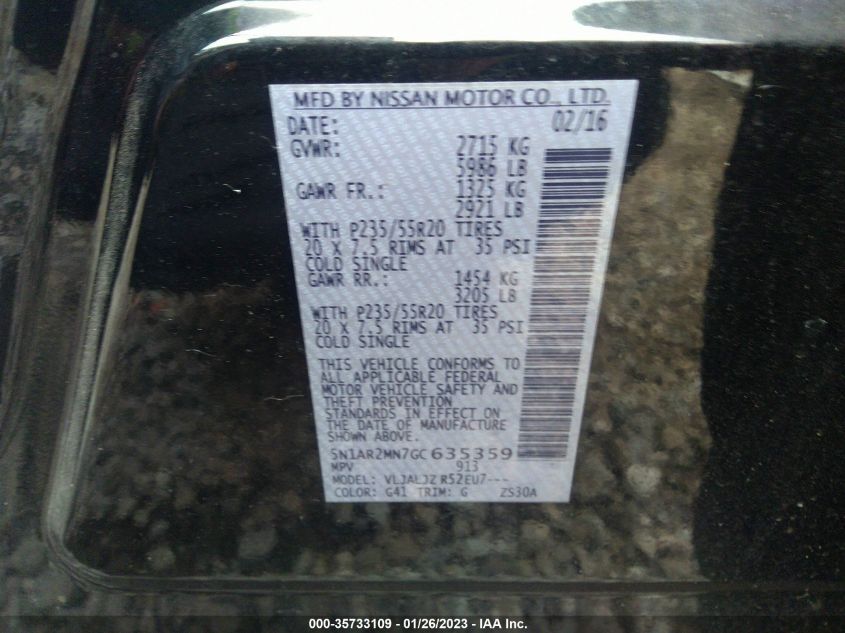 MFD BY NISSAN MOTOR CO., LTD.
DATE: 02/16
GVWR: 2715 KG
5986 LB
GAWR FR.: 1325 KG
2921 LB
WITH P235/55R20 TIRES
20 X 7.5 RIMS AT 35 PSI
COLD SINGLE
GAWR RR.: 1454 KG
3205 LB
WITH P235/55R20 TIRES
20 X 7.5 RIMS AT 35 PSI
COLD SINGLE
THIS VEHICLE CONFORMS TO
ALL APPLICABLE FEDERAL
MOTOR VEHICLE SAFETY AND
THEFT PREVENTION
STANDARDS IN EFFECT ON
THE DATE OF MANUFACTURE
SHOWN ABOVE.
5N1AR2MN7GC635359
MPV 913
MODEL: VLJALJZ R52EU7---
COLOR: G41 TRIM: G ZS30A
000-35733109 - 01/26/2023 - IAA Inc.